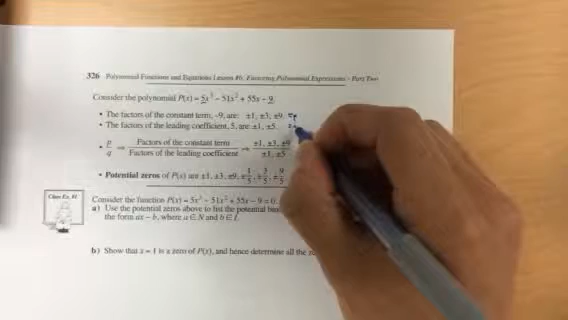 326 Polynomial Functions and Equations Lesson #6: Factoring Polynomial Expressions - Part Two
Consider the polynomial P(x) = 5x³ − 51x² + 55x − 9.
• The factors of the constant term, −9, are: ±1, ±3, ±9.
• The factors of the leading coefficient, 5, are ±1, ±5.
• p/q ⇒ Factors of the constant term / Factors of the leading coefficient ⇒ ±1, ±3, ±9 / ±1, ±5
• Potential zeros of P(x) are ±1, ±3, ±9, ±1/5, ±3/5, ±9/5
Class Ex. #1
Consider the function P(x) = 5x³ − 51x² + 55x − 9
a) Use the potential zeros above to list the potential
the form ax − b, where a ∈ N and b ∈ I.
b) Show that x = 1 is a zero of P(x), and hence determine all the